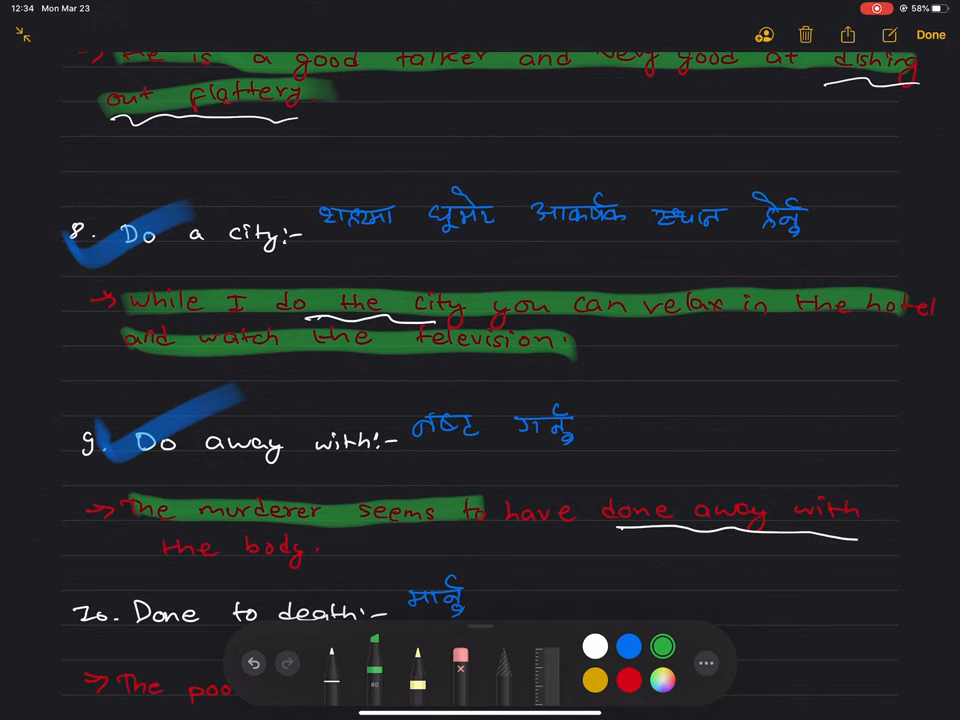 12:34 Mon Mar 23
58%
Done
→ He is a good talker and very good at dishing
out flattery.
8. Do a city:- शहरमा घूमेर आकर्षक स्थान हेर्नु
→ while I do the city you can relax in the hotel
and watch the television.
9. Do away with:- नष्ट गर्नु
→ The murderer seems to have done away with
the body.
10. Done to death:- मार्नु
→ The poo
80